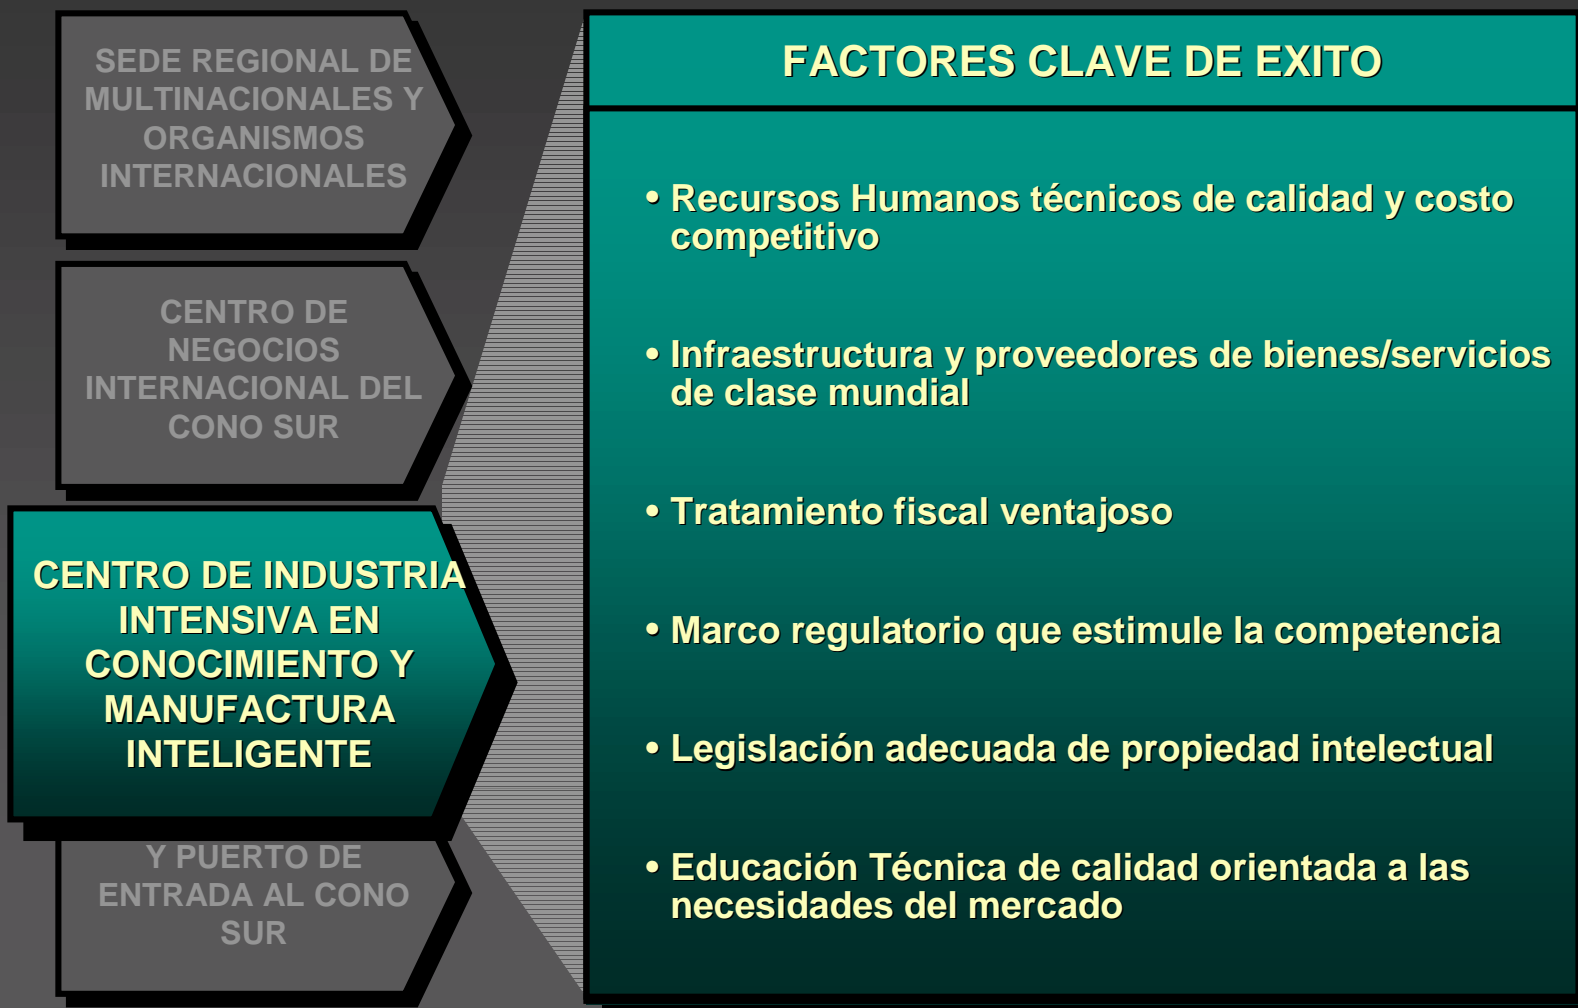 SEDE REGIONAL DE
MULTINACIONALES Y
ORGANISMOS
INTERNACIONALES
CENTRO DE
NEGOCIOS
INTERNACIONAL DEL
CONO SUR
CENTRO DE INDUSTRIA
INTENSIVA EN
CONOCIMIENTO Y
MANUFACTURA
INTELIGENTE
Y PUERTO DE
ENTRADA AL CONO
SUR
FACTORES CLAVE DE EXITO
• Recursos Humanos técnicos de calidad y costo
competitivo
• Infraestructura y proveedores de bienes/servicios
de clase mundial
• Tratamiento fiscal ventajoso
• Marco regulatorio que estimule la competencia
• Legislación adecuada de propiedad intelectual
• Educación Técnica de calidad orientada a las
necesidades del mercado